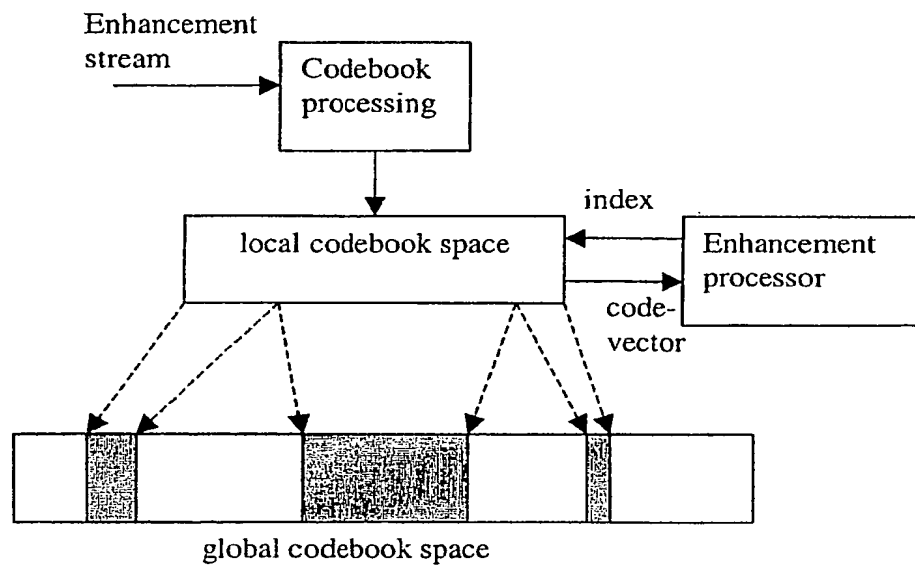 Enhancement
stream
Codebook
processing
index
local codebook space
Enhancement
processor
code-
vector
global codebook space